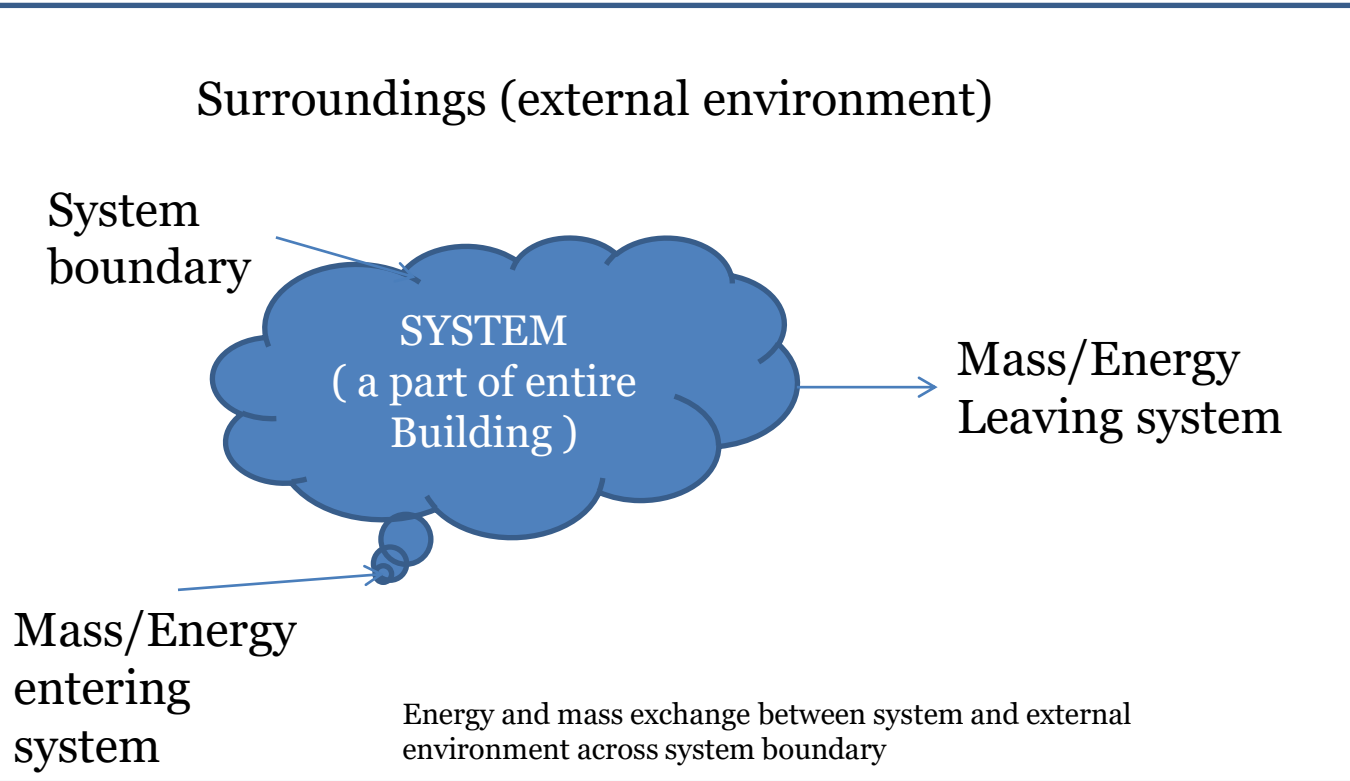 Surroundings (external environment)
System
boundary
SYSTEM
( a part of entire
Building )
Mass/Energy
Leaving system
Mass/Energy
entering
system
Energy and mass exchange between system and external
environment across system boundary